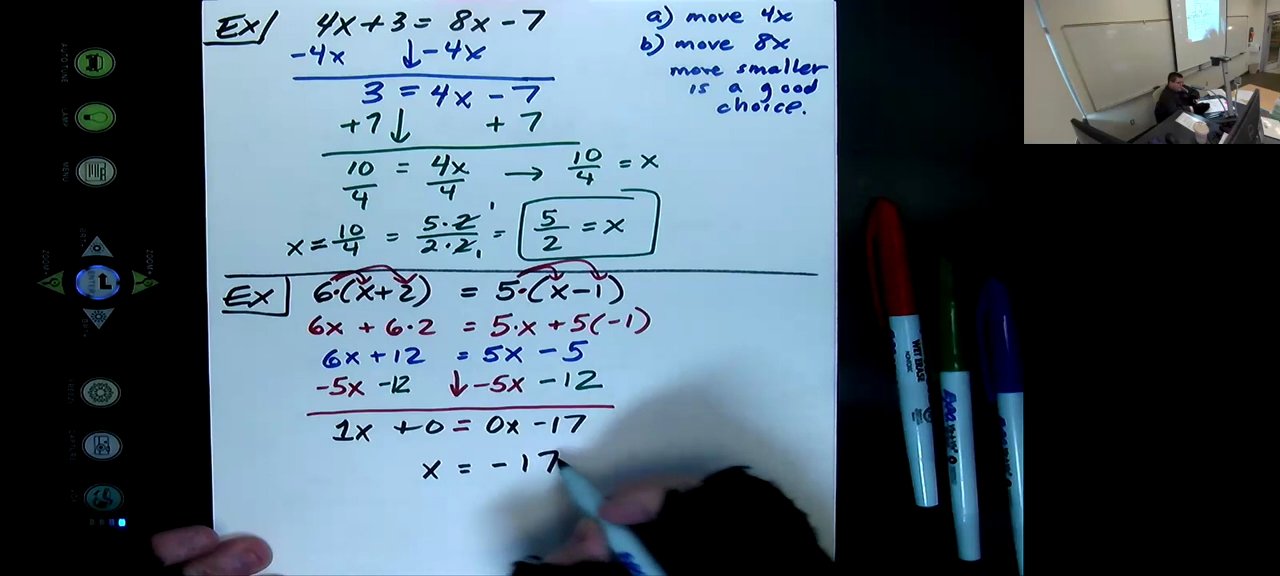 Ex 4x + 3 = 8x - 7
-4x ↓ -4x
3 = 4x - 7
+7 ↓ + 7
10/4 = 4x/4 → 10/4 = x
x = 10/4 = 5·2/2·2 = 5/2 = x
a) move 4x
b) move 8x
move smaller
is a good
choice.
Ex 6·(x+2) = 5·(x-1)
6x + 6·2 = 5·x + 5(-1)
6x + 12 = 5x - 5
-5x -12 ↓ -5x -12
1x +0 = 0x -17
x = -17
MENU
LAMP